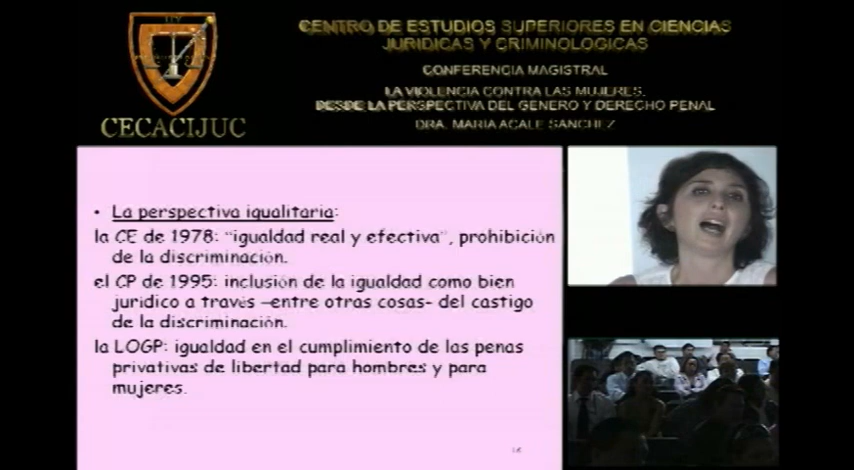 CECACIJUC
CENTRO DE ESTUDIOS SUPERIORES EN CIENCIAS
JURIDICAS Y CRIMINOLOGICAS
CONFERENCIA MAGISTRAL
LA VIOLENCIA CONTRA LAS MUJERES.
DESDE LA PERSPECTIVA DEL GENERO Y DERECHO PENAL
DRA. MARIA ACALE SANCHEZ
• La perspectiva igualitaria:
la CE de 1978: "igualdad real y efectiva", prohibición
de la discriminación.
el CP de 1995: inclusión de la igualdad como bien
jurídico a través –entre otras cosas- del castigo
de la discriminación.
la LOGP: igualdad en el cumplimiento de las penas
privativas de libertad para hombres y para
mujeres.